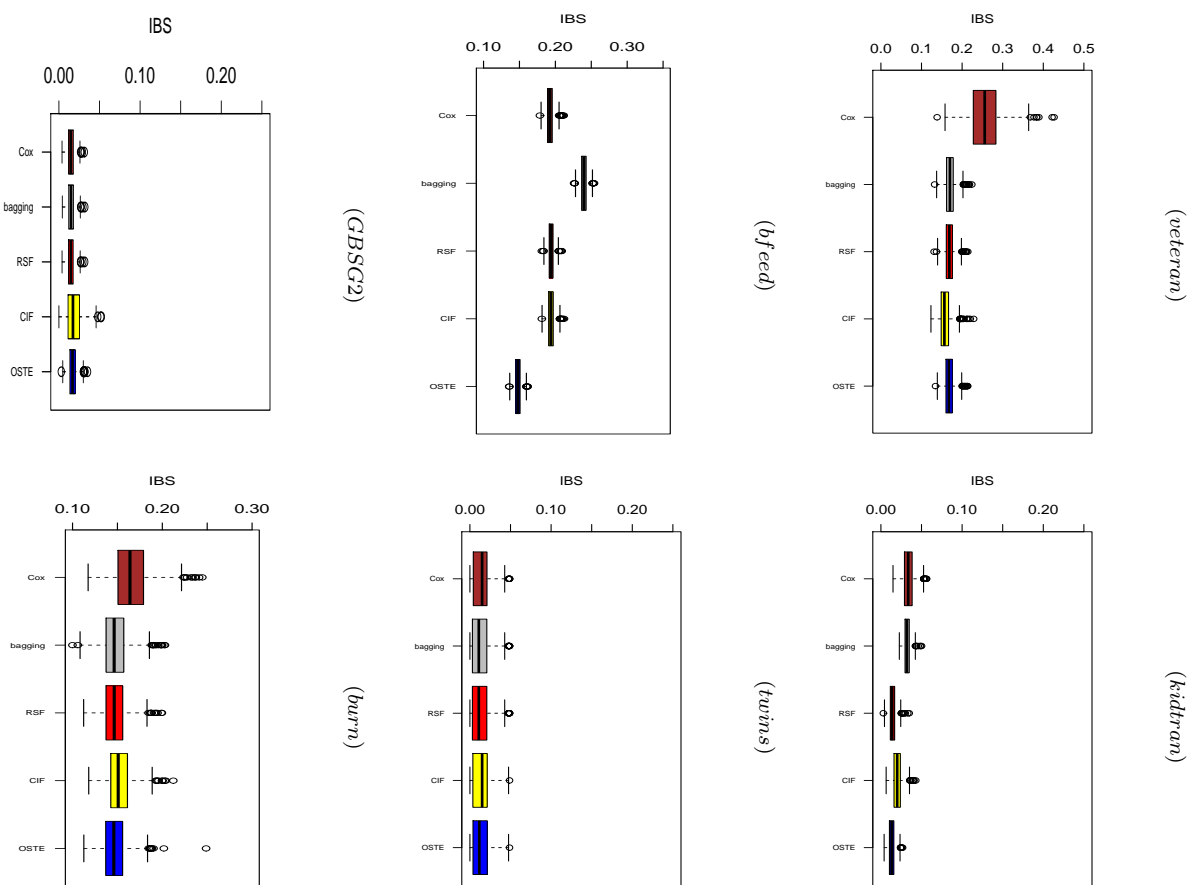 IBS
0.00 0.10 0.20
Cox
bagging
RSF
CIF
OSTE
(GBSG2)
IBS
0.10 0.20 0.30
Cox
bagging
RSF
CIF
OSTE
(bfeed)
IBS
0.0 0.1 0.2 0.3 0.4 0.5
Cox
bagging
RSF
CIF
OSTE
(veteran)
IBS
0.10 0.20 0.30
Cox
bagging
RSF
CIF
OSTE
(burn)
IBS
0.00 0.10 0.20
Cox
bagging
RSF
CIF
OSTE
(twins)
IBS
0.00 0.10 0.20
Cox
bagging
RSF
CIF
OSTE
(kidtran)